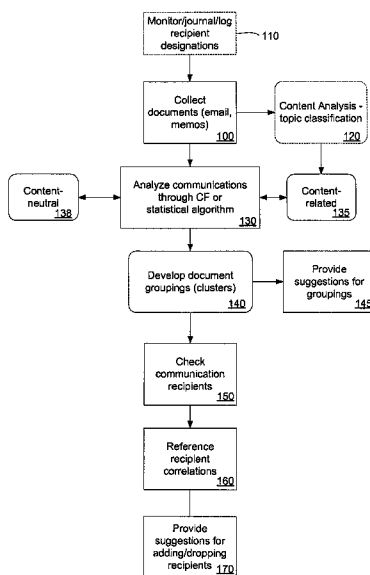 Monitor/journal/log
recipient
designations
110
Collect
documents (email,
memos)
100
Content Analysis -
topic classification
120
Content-
neutral
138
Analyze communications
through CF or
statistical algorithm
130
Content-
related
135
Develop document
groupings (clusters)
140
Provide
suggestions for
groupings
145
Check
communication
recipients
150
Reference
recipient
correlations
160
Provide
suggestions for
adding/dropping
recipients
170